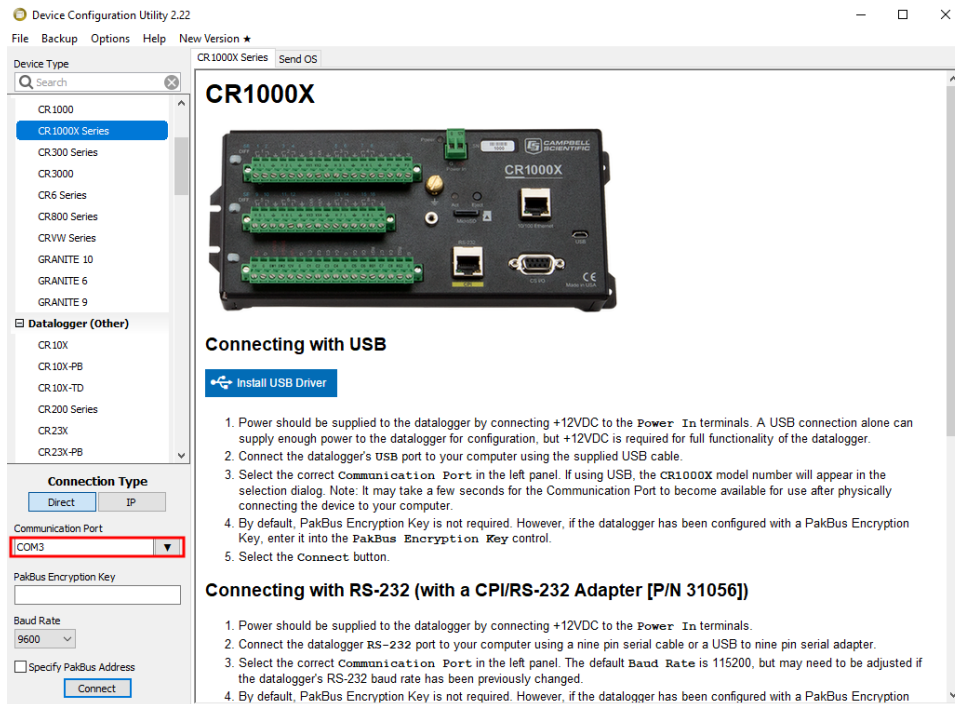 Device Configuration Utility 2.22
File Backup Options Help New Version ★
Device Type
Search
CR1000
CR1000X Series
CR300 Series
CR3000
CR6 Series
CR800 Series
CRVW Series
GRANITE 10
GRANITE 6
GRANITE 9
Datalogger (Other)
CR10X
CR10X-PB
CR10X-TD
CR200 Series
CR23X
CR23X-PB
Connection Type
Direct IP
Communication Port
COM3
PakBus Encryption Key
Baud Rate
9600
Specify PakBus Address
Connect
CR1000X Series Send OS
CR1000X
CAMPBELL
SCIENTIFIC
CR1000X
Power In
RS-232
CPI
USB
CS I/O
CE
Made in USA
Connecting with USB
Install USB Driver
1. Power should be supplied to the datalogger by connecting +12VDC to the Power In terminals. A USB connection alone can
supply enough power to the datalogger for configuration, but +12VDC is required for full functionality of the datalogger.
2. Connect the datalogger's USB port to your computer using the supplied USB cable.
3. Select the correct Communication Port in the left panel. If using USB, the CR1000X model number will appear in the
selection dialog. Note: It may take a few seconds for the Communication Port to become available for use after physically
connecting the device to your computer.
4. By default, PakBus Encryption Key is not required. However, if the datalogger has been configured with a PakBus Encryption
Key, enter it into the PakBus Encryption Key control.
5. Select the Connect button.
Connecting with RS-232 (with a CPI/RS-232 Adapter [P/N 31056])
1. Power should be supplied to the datalogger by connecting +12VDC to the Power In terminals.
2. Connect the datalogger RS-232 port to your computer using a nine pin serial cable or a USB to nine pin serial adapter.
3. Select the correct Communication Port in the left panel. The default Baud Rate is 115200, but may need to be adjusted if
the datalogger's RS-232 baud rate has been previously changed.
4. By default, PakBus Encryption Key is not required. However, if the datalogger has been configured with a PakBus Encryption